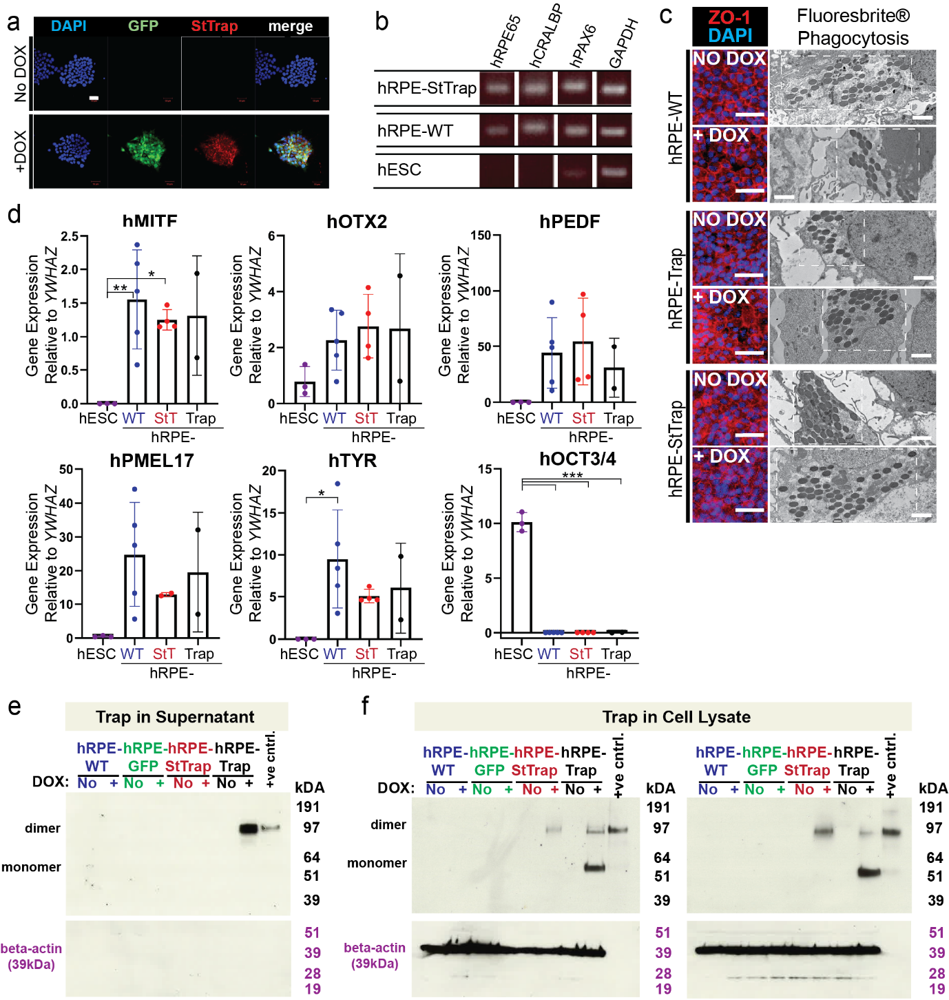 a
DAPI GFP StTrap merge
No DOX
+DOX
b
hRPE65 hCRALBP hPAX6 GAPDH
hRPE-StTrap
hRPE-WT
hESC
c
ZO-1
DAPI
Fluoresbrite®
Phagocytosis
hRPE-WT
NO DOX
+ DOX
hRPE-Trap
NO DOX
+ DOX
hRPE-StTrap
NO DOX
+ DOX
d
hMITF
Gene Expression
Relative to YWHAZ
2.5
2.0
1.5
1.0
0.5
0.0
**
*
hESC WT StT Trap
hRPE-
hOTX2
Gene Expression
Relative to YWHAZ
6
4
2
0
hESC WT StT Trap
hRPE-
hPEDF
Gene Expression
Relative to YWHAZ
150
100
50
0
hESC WT StT Trap
hRPE-
hPMEL17
Gene Expression
Relative to YWHAZ
50
40
30
20
10
0
hESC WT StT Trap
hRPE-
hTYR
Gene Expression
Relative to YWHAZ
20
15
10
5
0
*
hESC WT StT Trap
hRPE-
hOCT3/4
Gene Expression
Relative to YWHAZ
15
10
5
0
***
hESC WT StT Trap
hRPE-
e
Trap in Supernatant
hRPE- hRPE- hRPE- hRPE-
WT GFP StTrap Trap
+ve cntrl.
DOX: No + No + No + No +
kDA
191
dimer 97
64
monomer
51
39
51
beta-actin 39
(39kDa)
28
19
f
Trap in Cell Lysate
hRPE- hRPE- hRPE- hRPE-
WT GFP StTrap Trap
+ve cntrl.
DOX: No + No + No + No +
kDA
191
dimer 97
64
monomer
51
39
51
beta-actin 39
(39kDa)
28
19
hRPE- hRPE- hRPE- hRPE-
WT GFP StTrap Trap
+ve cntrl.
No + No + No + No +
kDA
191
97
64
51
39
51
39
28
19